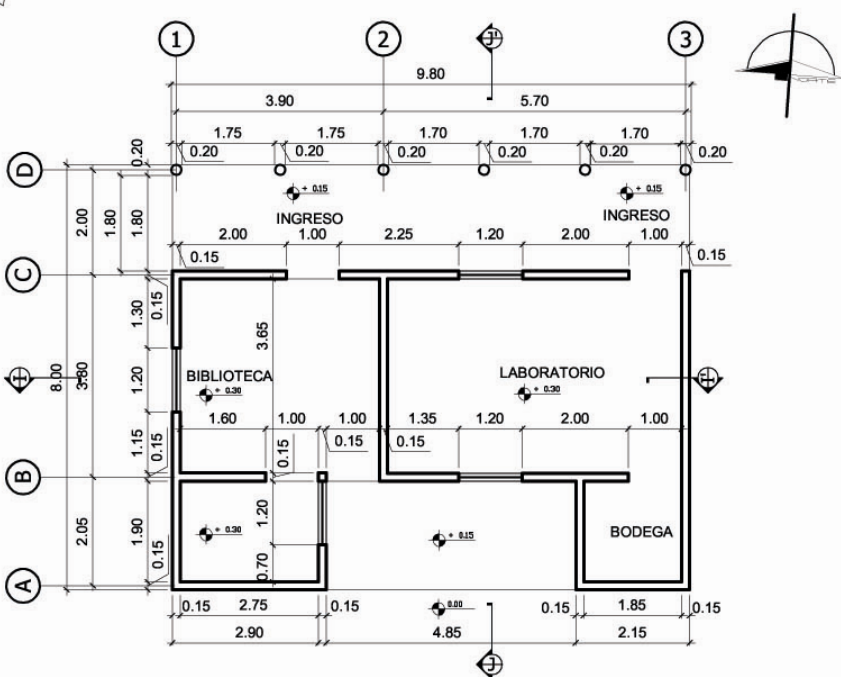 1 2 J' 3
NORTE
9.80
3.90 5.70
1.75 1.75 1.70 1.70 1.70
0.20 0.20 0.20 0.20 0.20 0.20 0.20
D
+ 0.15 + 0.15
INGRESO INGRESO
2.00 1.80 1.80
2.00 1.00 2.25 1.20 2.00 1.00
0.15 0.15
C
1.30 0.15 3.65
I 8.00 3.80 1.20 BIBLIOTECA LABORATORIO I'
+ 0.30 + 0.30
1.60 1.00 1.00 1.35 1.20 2.00 1.00
1.15 0.15 0.15 0.15 0.15
B
2.05 1.90 0.15 + 0.30 1.20 + 0.15 BODEGA
0.70
A
0.15 2.75 0.15 0.00 0.15 1.85 0.15
2.90 4.85 2.15
J